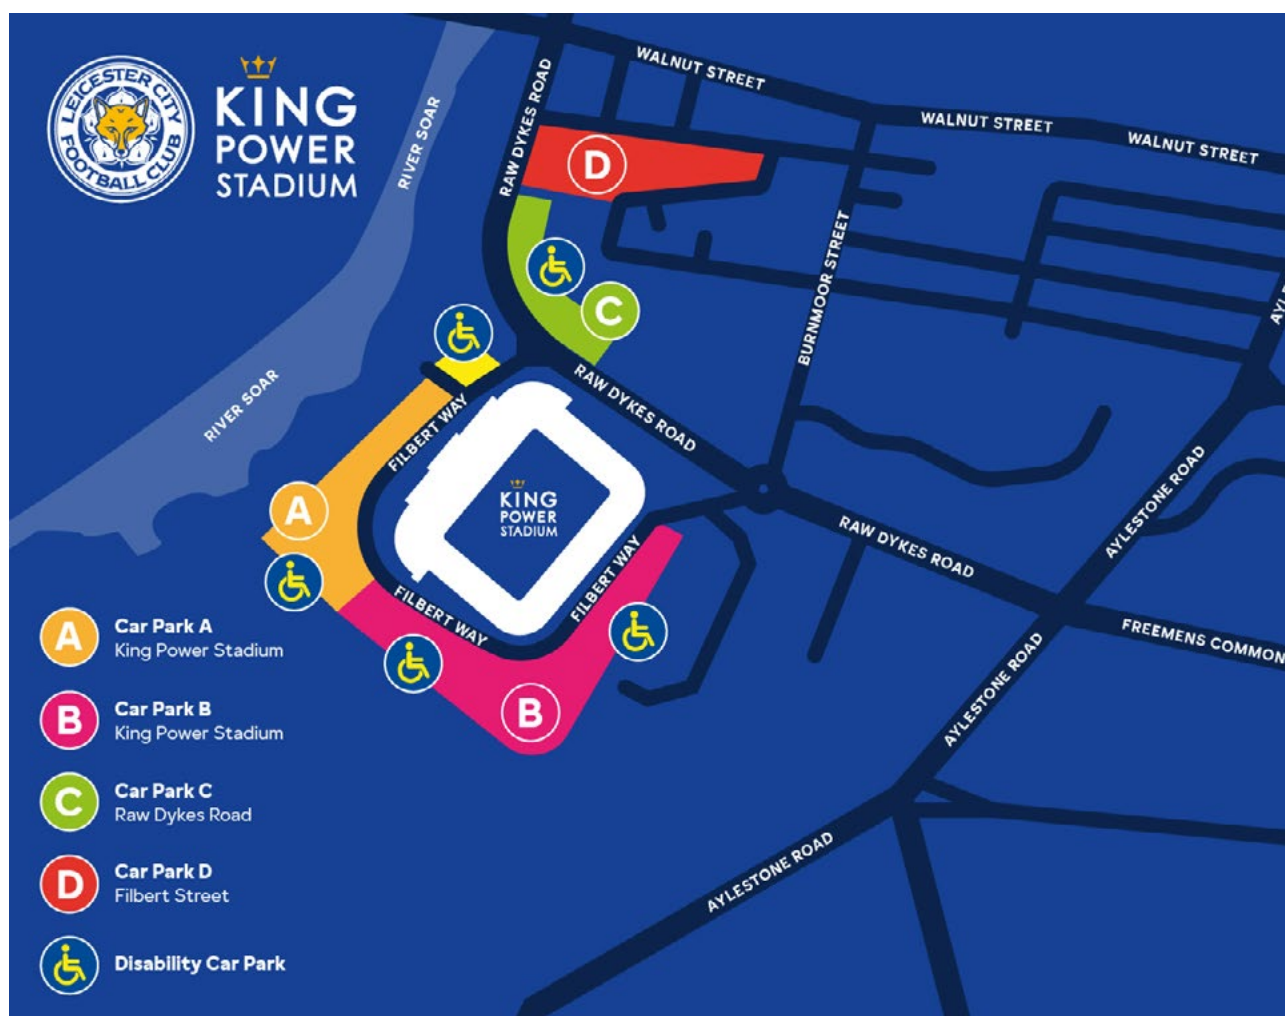 LEICESTER CITY
FOOTBALL CLUB
KING
POWER
STADIUM
RIVER SOAR
RAW DYKES ROAD
WALNUT STREET
WALNUT STREET
WALNUT STREET
D
C
BURNMOOR STREET
RIVER SOAR
FILBERT WAY
RAW DYKES ROAD
A
KING
POWER
STADIUM
RAW DYKES ROAD
AYLESTONE ROAD
FILBERT WAY
FILBERT WAY
FREEMENS COMMON
AYLESTONE ROAD
B
AYLESTONE ROAD
A
Car Park A
King Power Stadium
B
Car Park B
King Power Stadium
C
Car Park C
Raw Dykes Road
D
Car Park D
Filbert Street
Disability Car Park